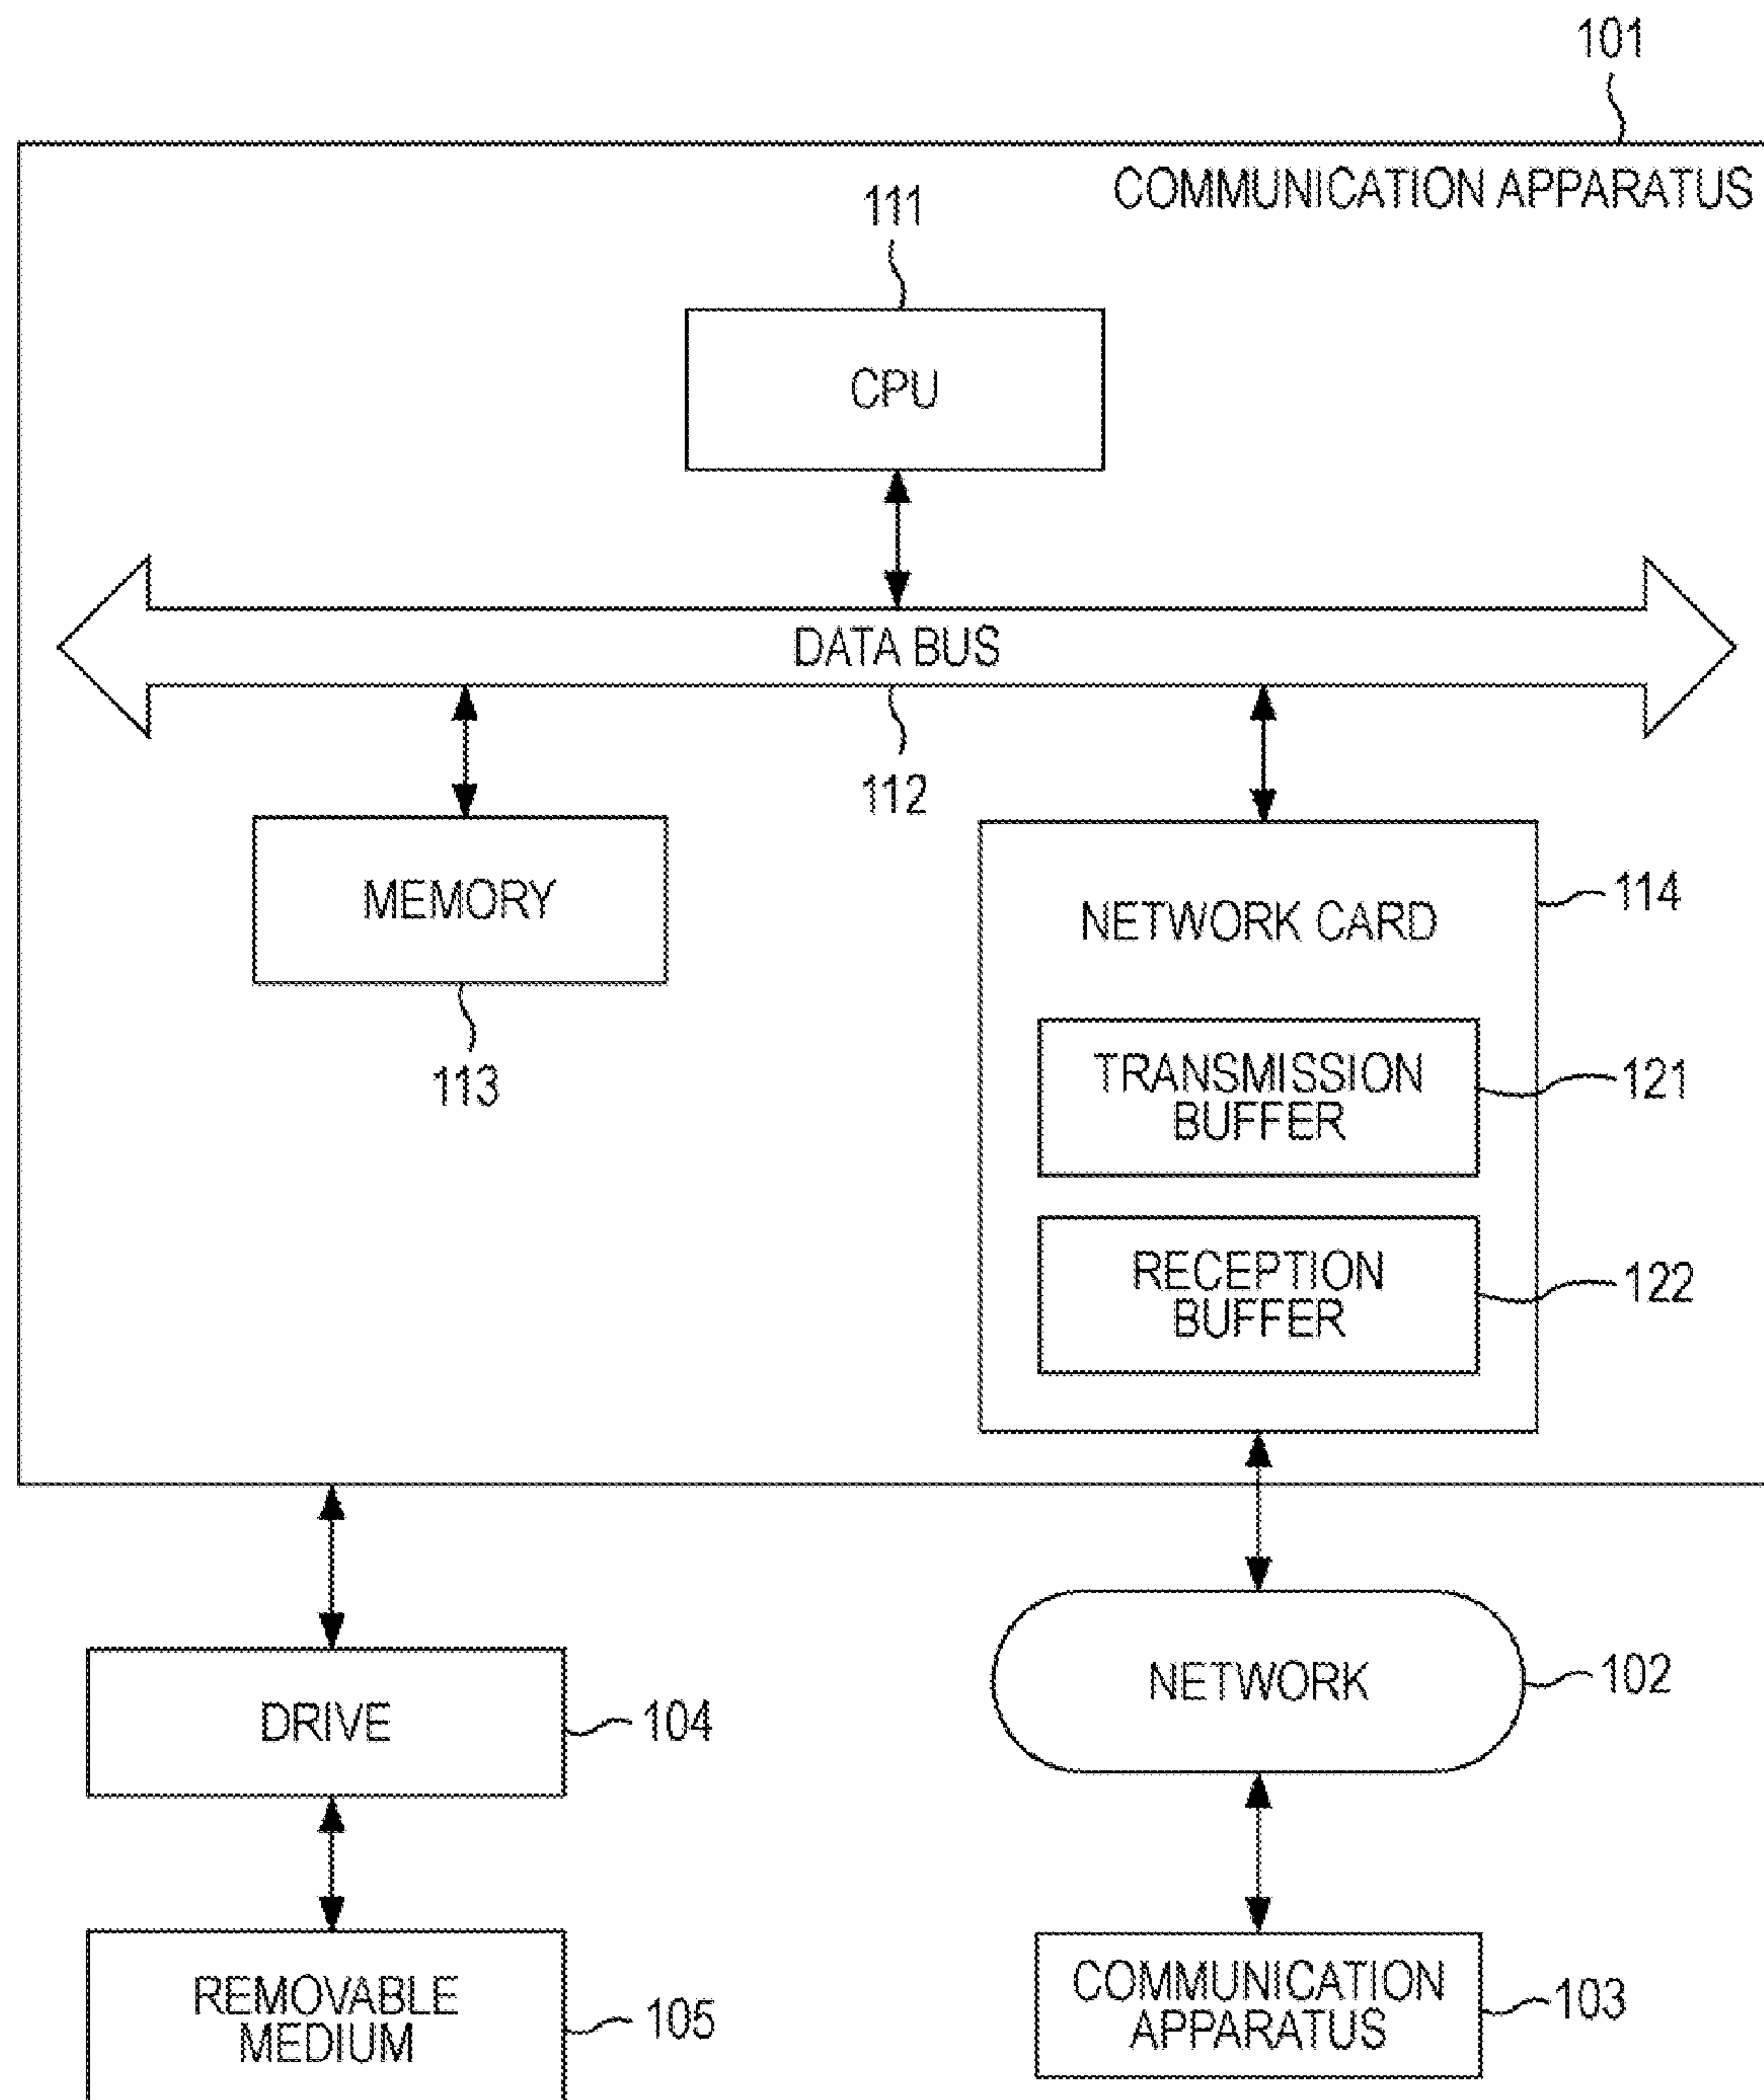 101
COMMUNICATION APPARATUS
111
CPU
DATA BUS
112
MEMORY
113
NETWORK CARD
114
TRANSMISSION
BUFFER
121
RECEPTION
BUFFER
122
NETWORK
102
DRIVE
104
COMMUNICATION
APPARATUS
103
REMOVABLE
MEDIUM
105